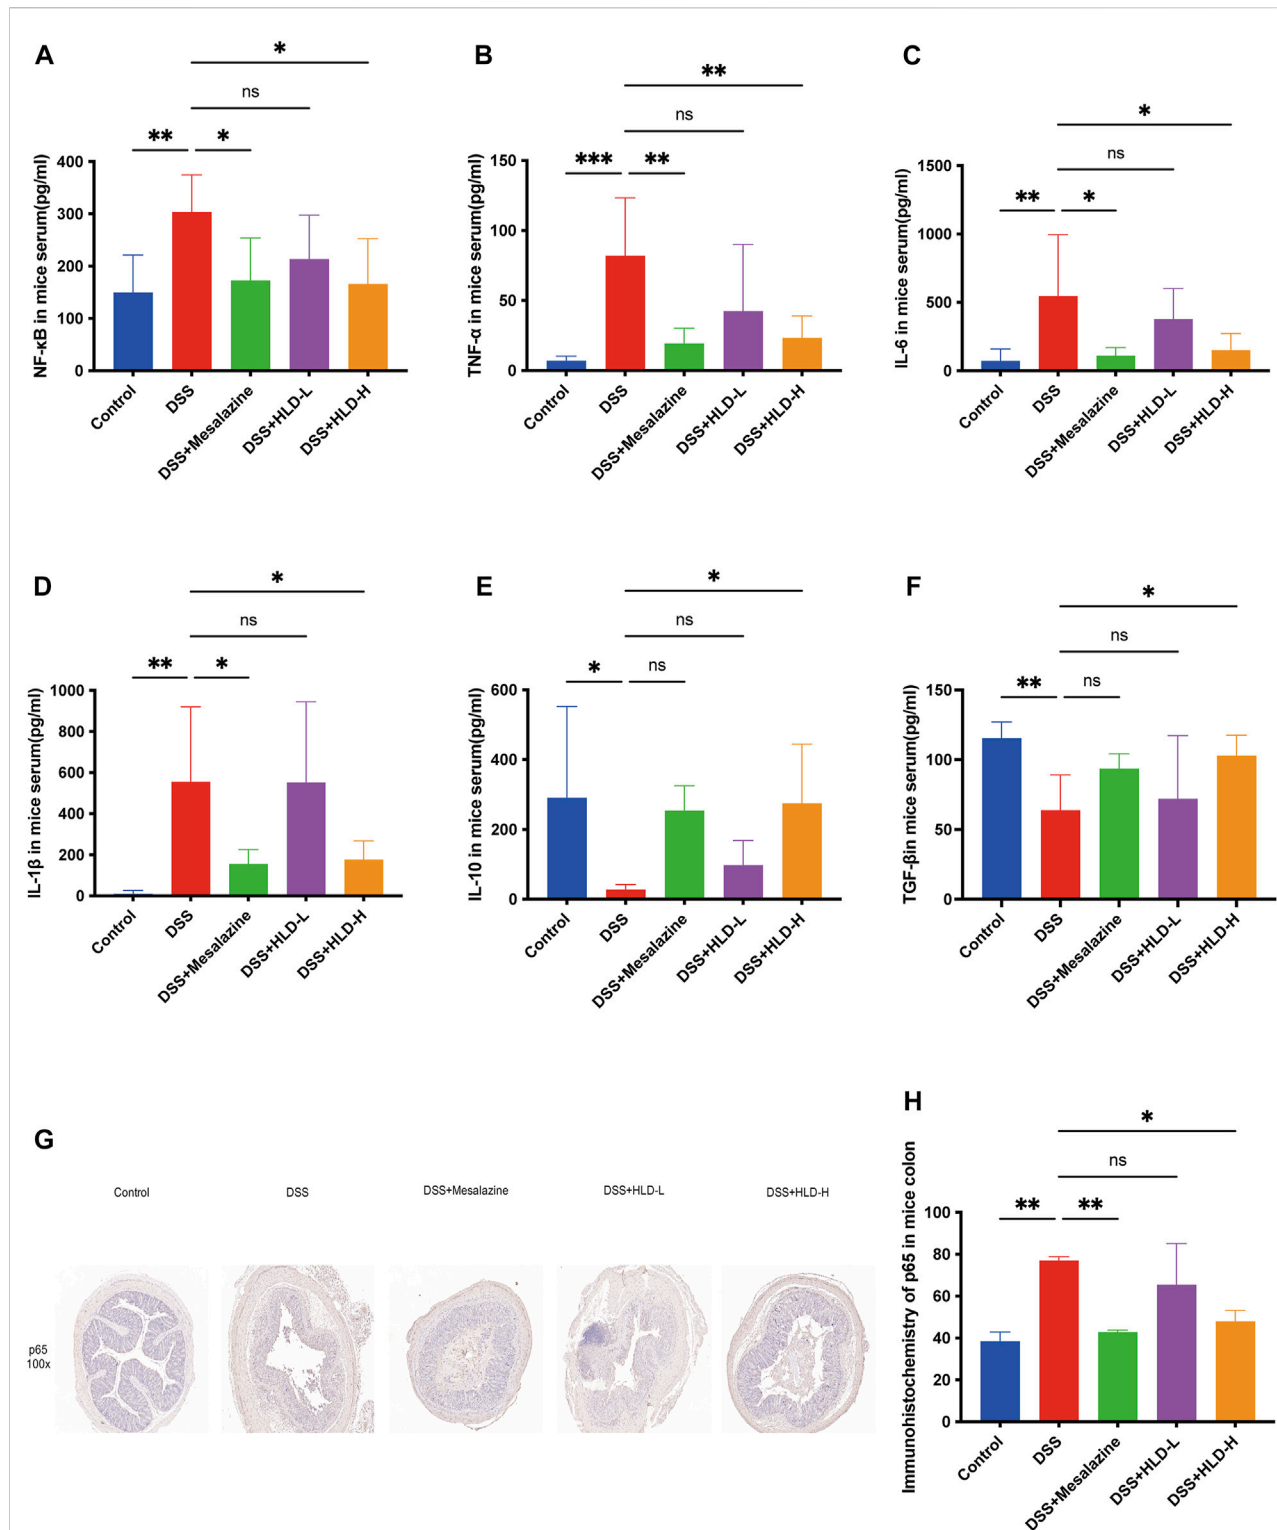 A
*
ns
** *
NF-κB in mice serum(pg/ml)
400
300
200
100
0
Control
DSS
DSS+Mesalazine
DSS+HLD-L
DSS+HLD-H
B
**
ns
*** **
TNF-α in mice serum(pg/ml)
150
100
50
0
Control
DSS
DSS+Mesalazine
DSS+HLD-L
DSS+HLD-H
C
*
ns
** *
IL-6 in mice serum(pg/ml)
1500
1000
500
0
Control
DSS
DSS+Mesalazine
DSS+HLD-L
DSS+HLD-H
D
*
ns
** *
IL-1β in mice serum(pg/ml)
1000
800
600
400
200
0
Control
DSS
DSS+Mesalazine
DSS+HLD-L
DSS+HLD-H
E
*
ns
* ns
IL-10 in mice serum(pg/ml)
600
400
200
0
Control
DSS
DSS+Mesalazine
DSS+HLD-L
DSS+HLD-H
F
*
ns
** ns
TGF-βin mice serum(pg/ml)
150
100
50
0
Control
DSS
DSS+Mesalazine
DSS+HLD-L
DSS+HLD-H
G
Control DSS DSS+Mesalazine DSS+HLD-L DSS+HLD-H
p65
100x
H
*
ns
** **
Immunohistochemistry of p65 in mice colon
100
80
60
40
20
0
Control
DSS
DSS+Mesalazine
DSS+HLD-L
DSS+HLD-H